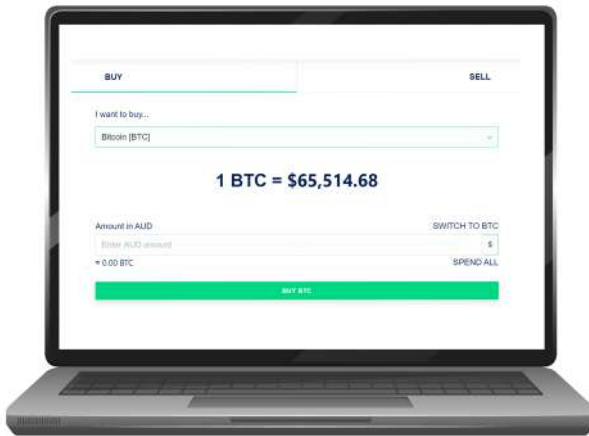 BUY SELL
I want to buy...
Bitcoin [BTC]
1 BTC = $65,514.68
Amount in AUD SWITCH TO BTC
Enter AUD amount $
= 0.00 BTC SPEND ALL
BUY BTC